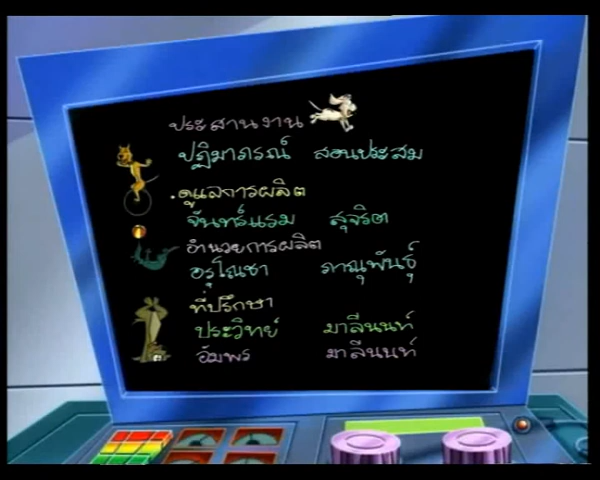 ประสานงาน
ปฏิมาภรณ์ สอนประสม
ดูแลการผลิต
จันทร์แรม สุจริต
อำนวยการผลิต
อรุโณชา ภาณุพันธุ์
ที่ปรึกษา
ประวิทย์ มาลีนนท์
อัมพร มาลีนนท์